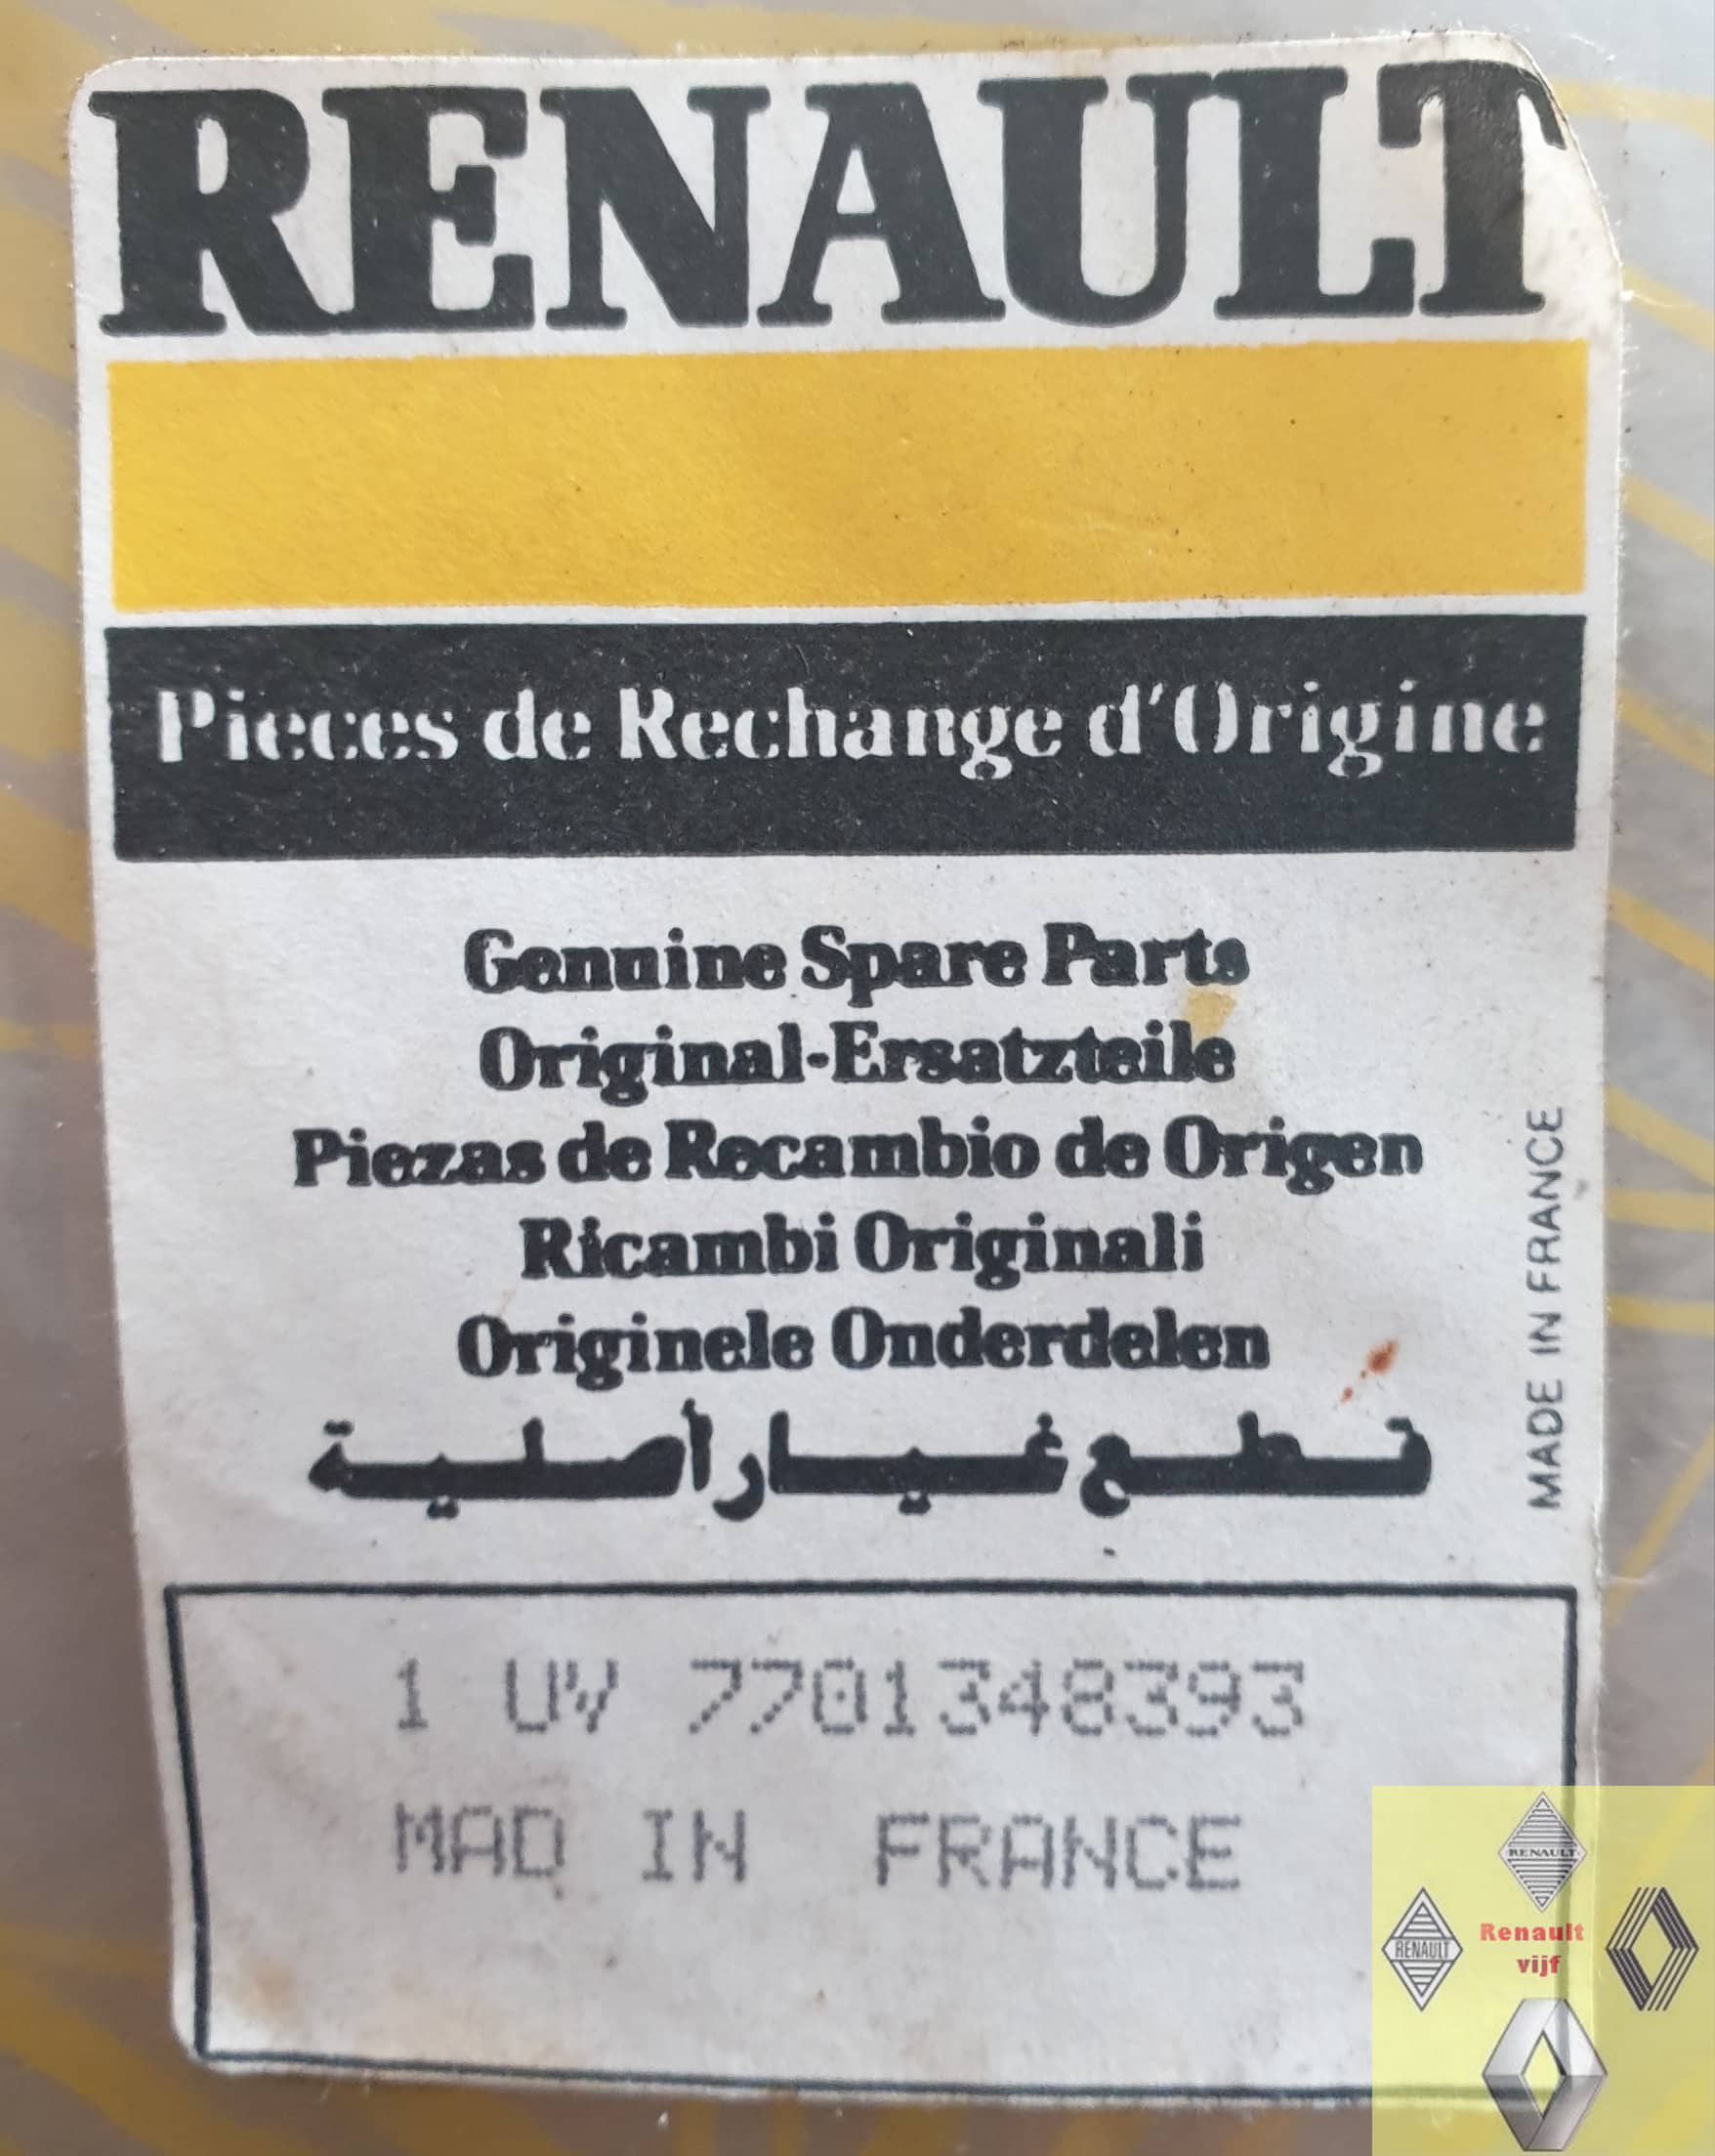 RENAULT
Pieces de Rechange d'Origine
Genuine Spare Parts
Original-Ersatzteile
Piezas de Recambio de Origen
Ricambi Originali
Originele Onderdelen
قطع غيار أصلية
MADE IN FRANCE
1 UV 7701348393
MAD IN FRANCE
RENAULT
RENAULT
Renault
vijf